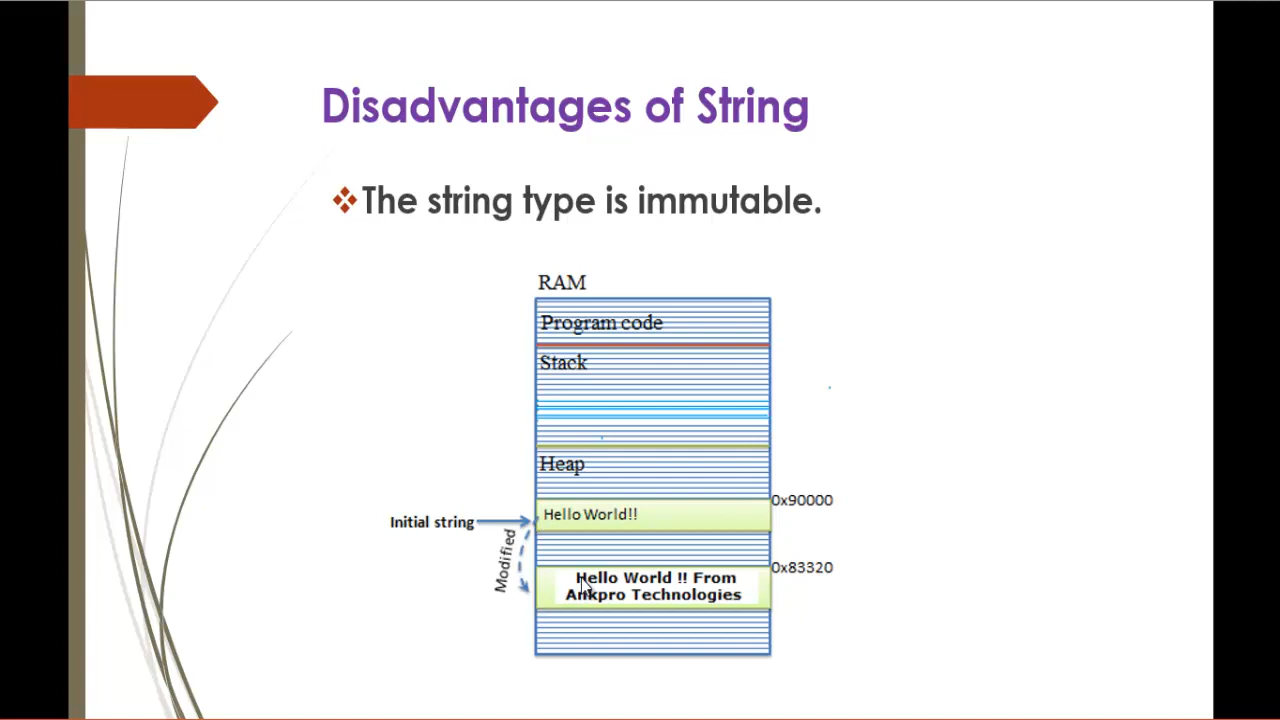 Disadvantages of String
The string type is immutable.
RAM
Program code
Stack
Heap
0x90000
Initial string
Hello World!!
Modified
0x83320
Hello World !! From
Ankpro Technologies